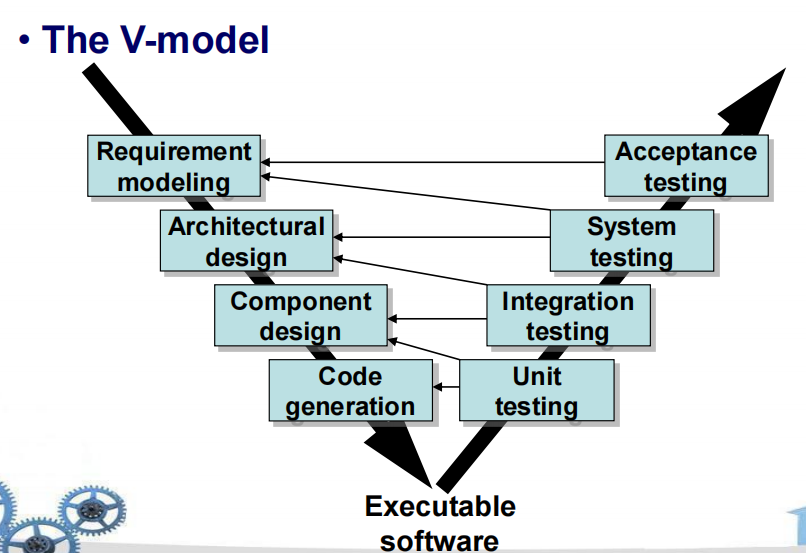 • The V-model
Requirement
modeling
Acceptance
testing
Architectural
design
System
testing
Component
design
Integration
testing
Code
generation
Unit
testing
Executable
software